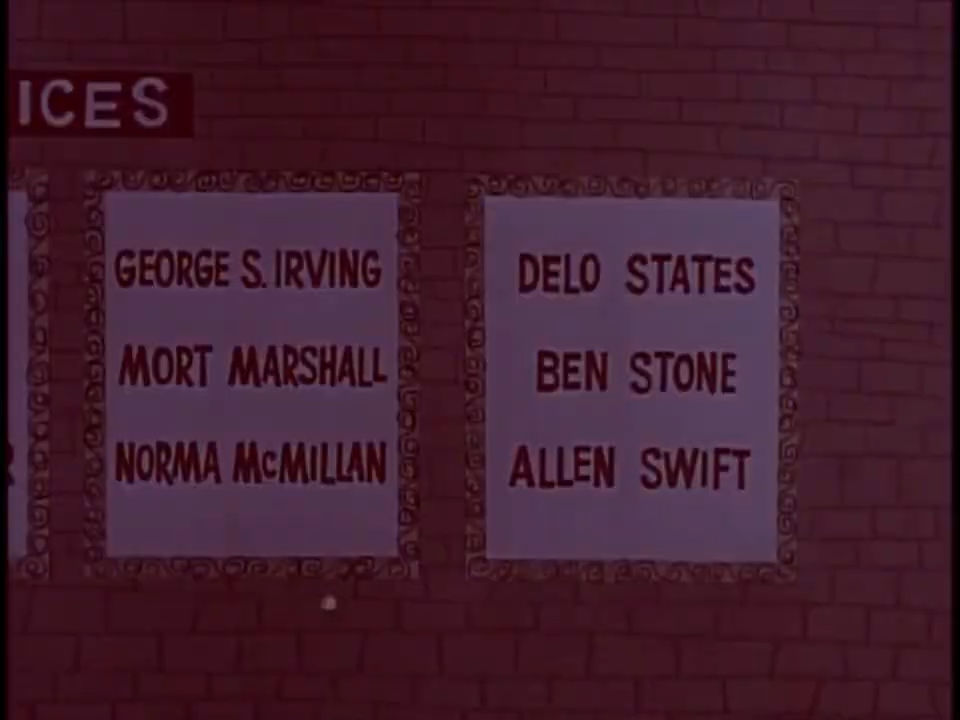 ICES
GEORGE S. IRVING
MORT MARSHALL
NORMA McMILLAN
DELO STATES
BEN STONE
ALLEN SWIFT